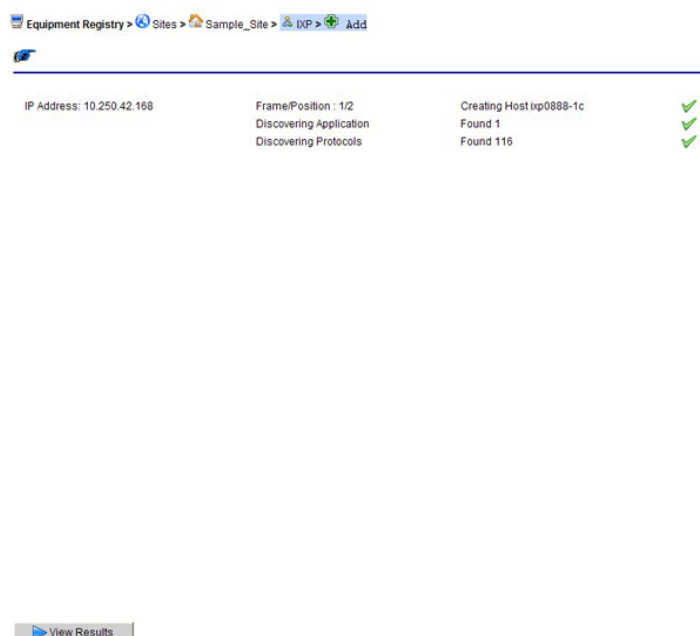 Equipment Registry > Sites > Sample_Site > IXP > Add
IP Address: 10.250.42.168 Frame/Position : 1/2 Creating Host ixp0888-1c
Discovering Application Found 1
Discovering Protocols Found 116
View Results